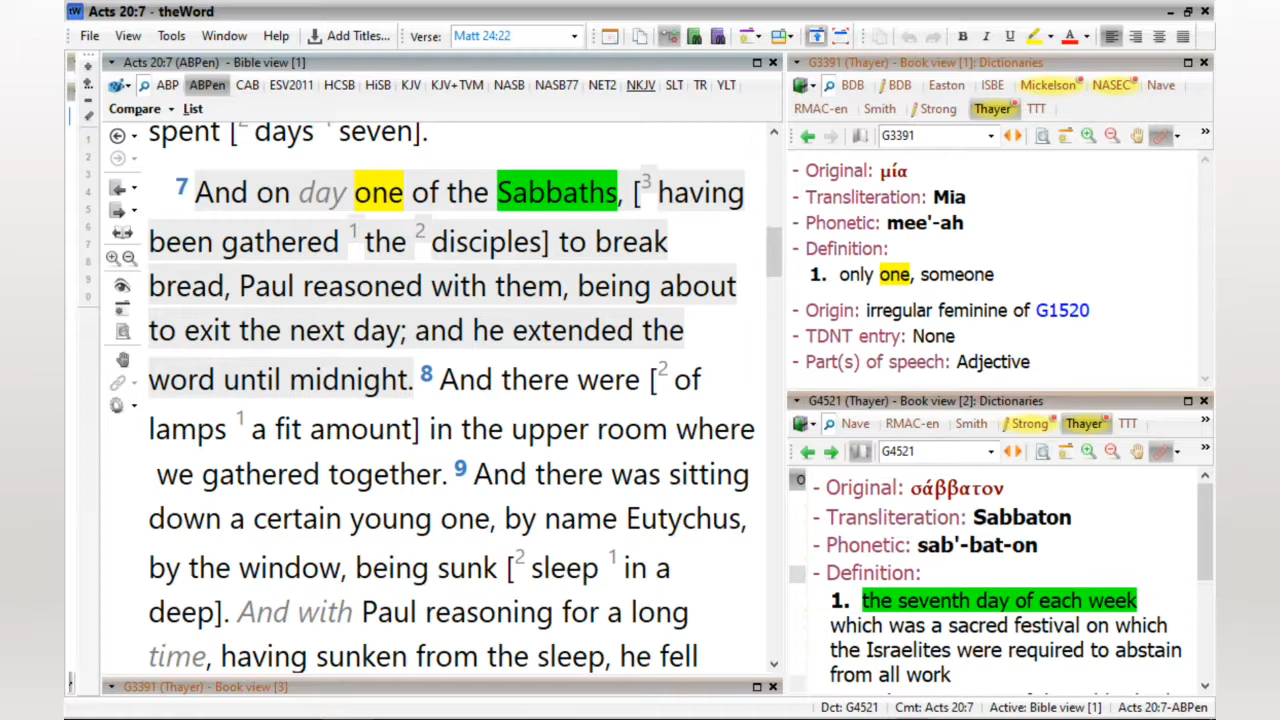 Acts 20:7 - theWord
File View Tools Window Help Add Titles... Verse: Matt 24:22 B I U A
Acts 20:7 (ABPen) - Bible view [1]
ABP ABPen CAB ESV2011 HCSB HiSB KJV KJV+TVM NASB NASB77 NET2 NKJV SLT TR YLT
Compare List
1
2
3
4
5
6
7
8
9
0
spent [2 days 1 seven].
7 And on day one of the Sabbaths, [3 having
been gathered 1 the 2 disciples] to break
bread, Paul reasoned with them, being about
to exit the next day; and he extended the
word until midnight. 8 And there were [2 of
lamps 1 a fit amount] in the upper room where
we gathered together. 9 And there was sitting
down a certain young one, by name Eutychus,
by the window, being sunk [2 sleep 1 in a
deep]. And with Paul reasoning for a long
time, having sunken from the sleep, he fell
G3391 (Thayer) - Book view [3]
G3391 (Thayer) - Book view [1]: Dictionaries
BDB BDB Easton ISBE Mickelson NASEC Nave
RMAC-en Smith Strong Thayer TTT
G3391
- Original: μία
- Transliteration: Mia
- Phonetic: mee'-ah
- Definition:
1. only one, someone
- Origin: irregular feminine of G1520
- TDNT entry: None
- Part(s) of speech: Adjective
G4521 (Thayer) - Book view [2]: Dictionaries
Nave RMAC-en Smith Strong Thayer TTT
G4521
- Original: σάββατον
- Transliteration: Sabbaton
- Phonetic: sab'-bat-on
- Definition:
1. the seventh day of each week
which was a sacred festival on which
the Israelites were required to abstain
from all work
Dct: G4521 Cmt: Acts 20:7 Active: Bible view [1] Acts 20:7-ABPen